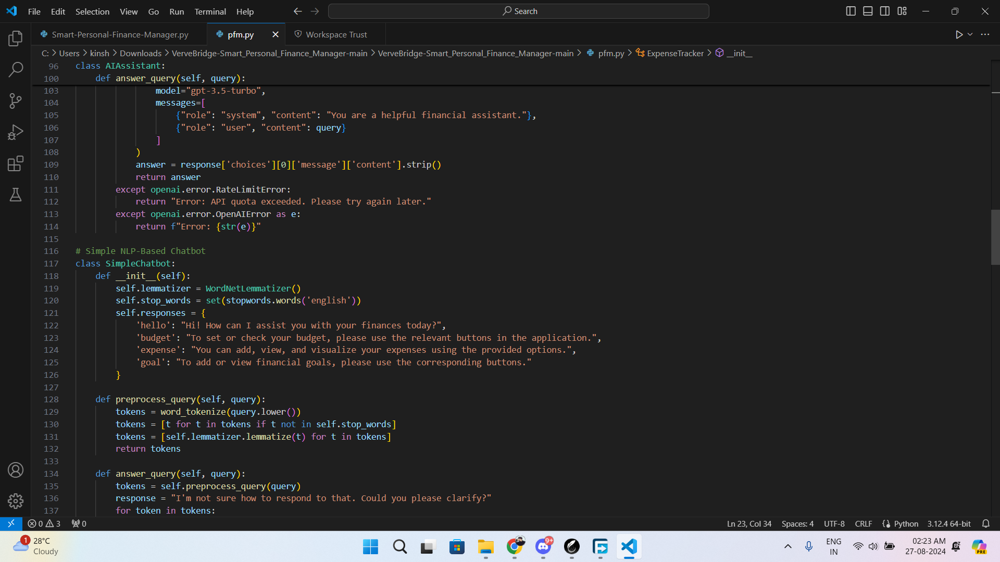 File Edit Selection View Go Run Terminal Help Search
Smart-Personal-Finance-Manager.py pfm.py Workspace Trust
C: > Users > kinsh > Downloads > VerveBridge-Smart_Personal_Finance_Manager-main > VerveBridge-Smart_Personal_Finance_Manager-main > pfm.py > ExpenseTracker > __init__
96 class AIAssistant:
100 def answer_query(self, query):
103 model="gpt-3.5-turbo",
104 messages=[
105 {"role": "system", "content": "You are a helpful financial assistant."},
106 {"role": "user", "content": query}
107 ]
108 )
109 answer = response['choices'][0]['message']['content'].strip()
110 return answer
111 except openai.error.RateLimitError:
112 return "Error: API quota exceeded. Please try again later."
113 except openai.error.OpenAIError as e:
114 return f"Error: {str(e)}"
115
116 # Simple NLP-Based Chatbot
117 class SimpleChatbot:
118 def __init__(self):
119 self.lemmatizer = WordNetLemmatizer()
120 self.stop_words = set(stopwords.words('english'))
121 self.responses = {
122 'hello': "Hi! How can I assist you with your finances today?",
123 'budget': "To set or check your budget, please use the relevant buttons in the application.",
124 'expense': "You can add, view, and visualize your expenses using the provided options.",
125 'goal': "To add or view financial goals, please use the corresponding buttons."
126 }
127
128 def preprocess_query(self, query):
129 tokens = word_tokenize(query.lower())
130 tokens = [t for t in tokens if t not in self.stop_words]
131 tokens = [self.lemmatizer.lemmatize(t) for t in tokens]
132 return tokens
133
134 def answer_query(self, query):
135 tokens = self.preprocess_query(query)
136 response = "I'm not sure how to respond to that. Could you please clarify?"
137 for token in tokens:
0 3 0 Ln 23, Col 34 Spaces: 4 UTF-8 CRLF {} Python 3.12.4 64-bit
1 28°C 9+ ENG 02:23 AM
Cloudy IN 27-08-2024 PRE